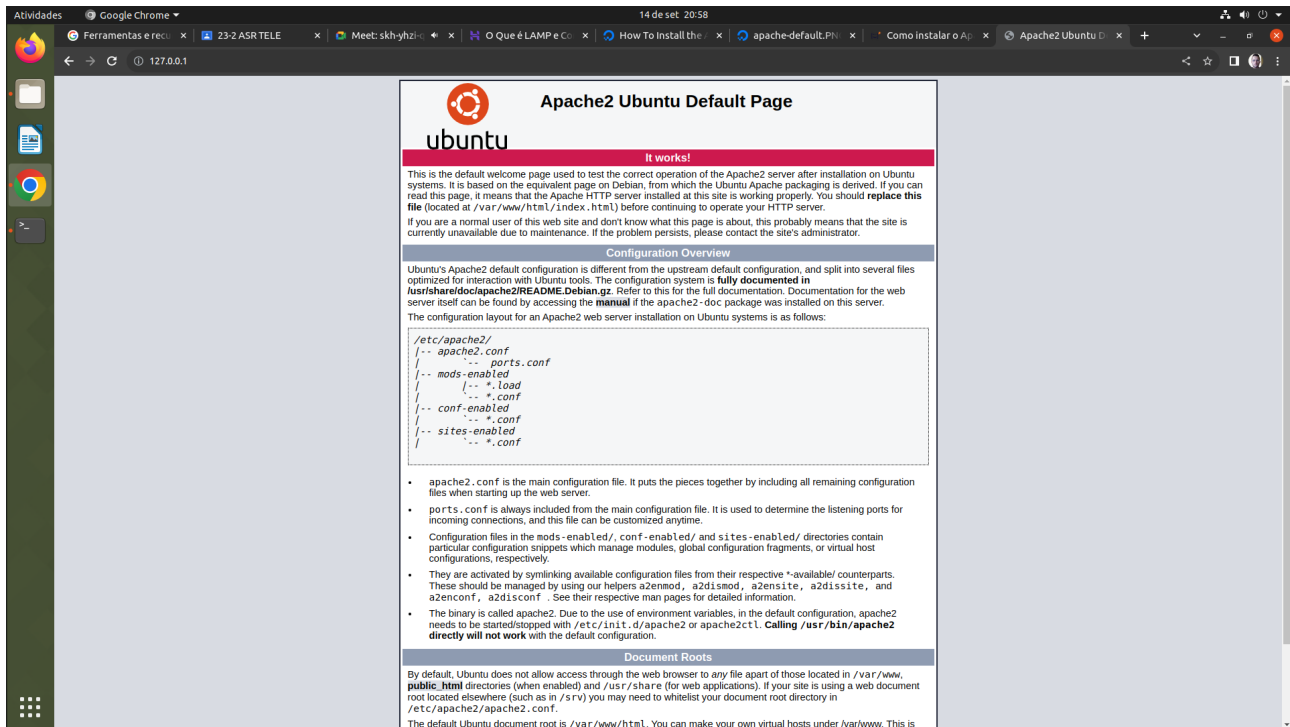 Atividades
Google Chrome
14 de set 20:58
Ferramentas e recu
23-2 ASR TELE
Meet: skh-yhzi-
O Que é LAMP e Co
How To Install the
apache-default.PN
Como instalar o Ap
Apache2 Ubuntu D
127.0.0.1
ubuntu
Apache2 Ubuntu Default Page
It works!
This is the default welcome page used to test the correct operation of the Apache2 server after installation on Ubuntu
systems. It is based on the equivalent page on Debian, from which the Ubuntu Apache packaging is derived. If you can
read this page, it means that the Apache HTTP server installed at this site is working properly. You should replace this
file (located at /var/www/html/index.html) before continuing to operate your HTTP server.
If you are a normal user of this web site and don't know what this page is about, this probably means that the site is
currently unavailable due to maintenance. If the problem persists, please contact the site's administrator.
Configuration Overview
Ubuntu's Apache2 default configuration is different from the upstream default configuration, and split into several files
optimized for interaction with Ubuntu tools. The configuration system is fully documented in
/usr/share/doc/apache2/README.Debian.gz. Refer to this for the full documentation. Documentation for the web
server itself can be found by accessing the manual if the apache2-doc package was installed on this server.
The configuration layout for an Apache2 web server installation on Ubuntu systems is as follows:
/etc/apache2/
|-- apache2.conf
|       `--  ports.conf
|-- mods-enabled
|       |-- *.load
|       `-- *.conf
|-- conf-enabled
|       `-- *.conf
|-- sites-enabled
|       `-- *.conf
• apache2.conf is the main configuration file. It puts the pieces together by including all remaining configuration
files when starting up the web server.
• ports.conf is always included from the main configuration file. It is used to determine the listening ports for
incoming connections, and this file can be customized anytime.
• Configuration files in the mods-enabled/, conf-enabled/ and sites-enabled/ directories contain
particular configuration snippets which manage modules, global configuration fragments, or virtual host
configurations, respectively.
• They are activated by symlinking available configuration files from their respective *-available/ counterparts.
These should be managed by using our helpers a2enmod, a2dismod, a2ensite, a2dissite, and
a2enconf, a2disconf . See their respective man pages for detailed information.
• The binary is called apache2. Due to the use of environment variables, in the default configuration, apache2
needs to be started/stopped with /etc/init.d/apache2 or apache2ctl. Calling /usr/bin/apache2
directly will not work with the default configuration.
Document Roots
By default, Ubuntu does not allow access through the web browser to any file apart of those located in /var/www,
public_html directories (when enabled) and /usr/share (for web applications). If your site is using a web document
root located elsewhere (such as in /srv) you may need to whitelist your document root directory in
/etc/apache2/apache2.conf.
The default Ubuntu document root is /var/www/html. You can make your own virtual hosts under /var/www. This is